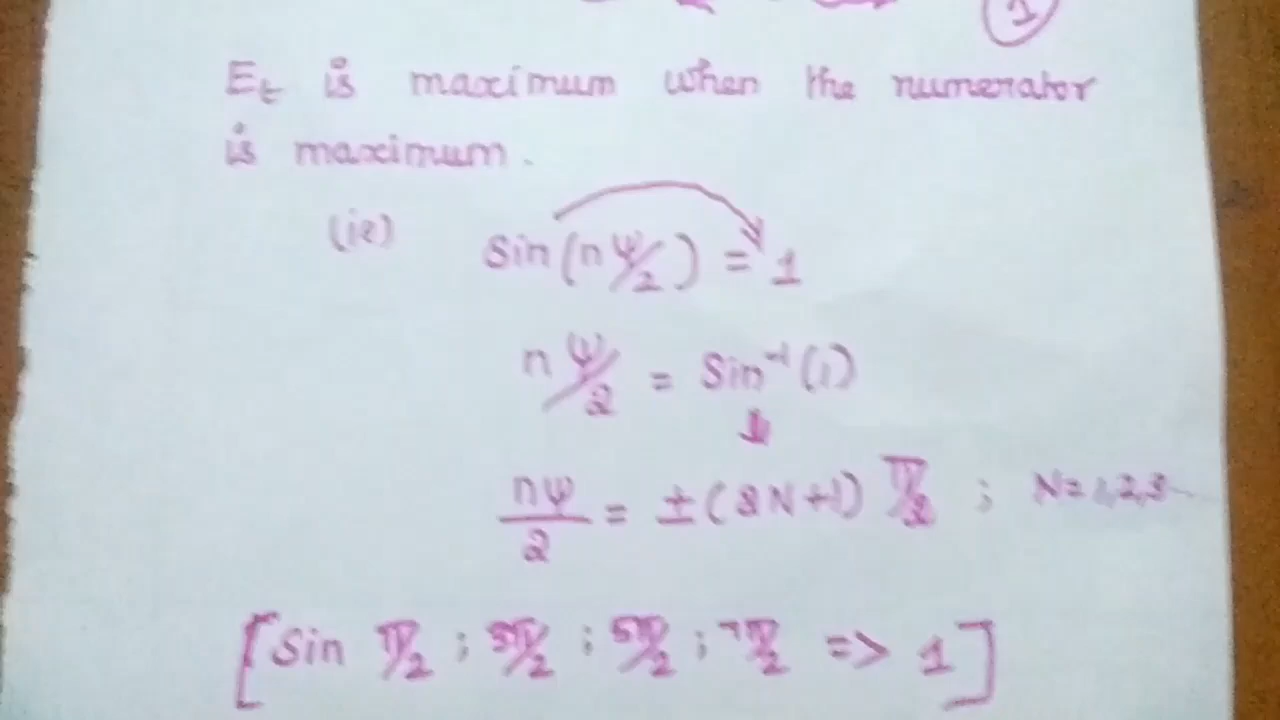 1
Et is maximum when the numerator
is maximum.
(ie) Sin(nψ/2) = 1
nψ/2 = Sin⁻¹(1)
nψ/2 = ±(2N+1) π/2 ; N=1,2,3
[Sin π/2 ; 3π/2 ; 5π/2 ; 7π/2 => 1]